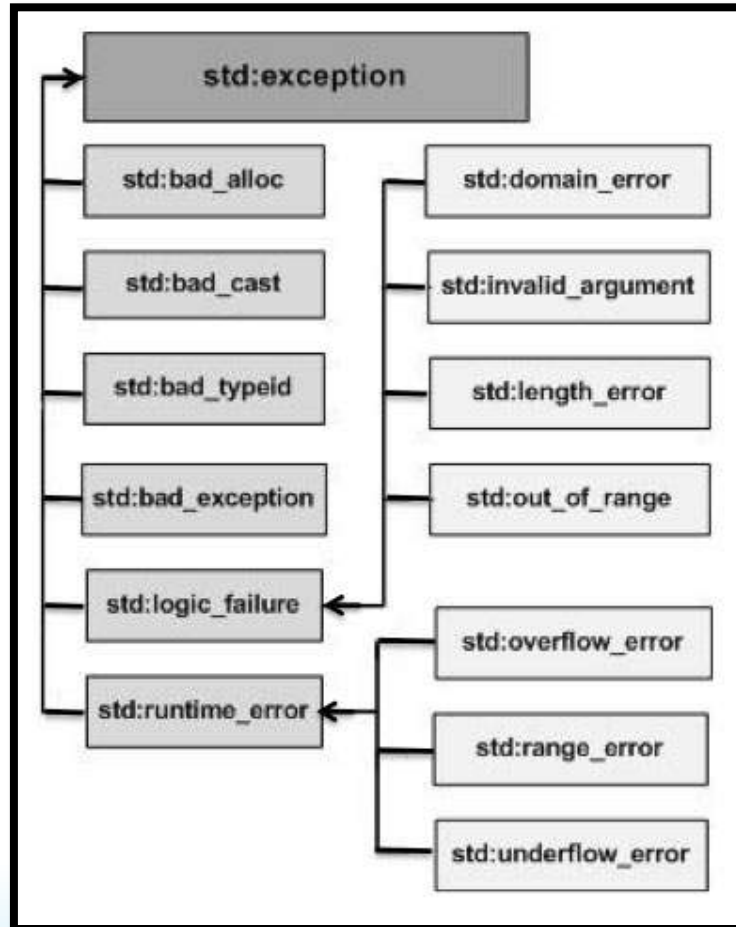 std:exception
std:bad_alloc
std:bad_cast
std:bad_typeid
std:bad_exception
std:logic_failure
std:runtime_error
std:domain_error
std:invalid_argument
std:length_error
std:out_of_range
std:overflow_error
std:range_error
std:underflow_error